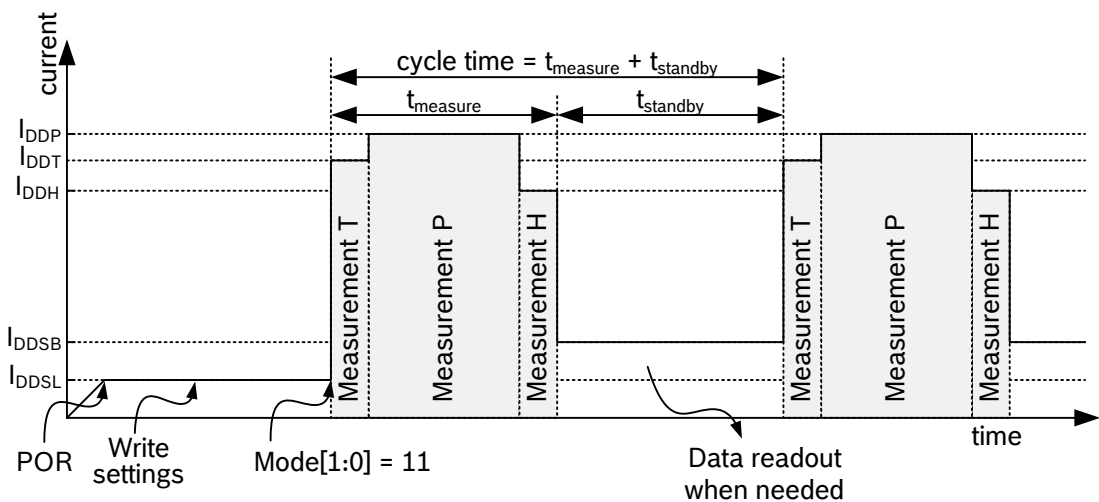 current
cycle time = tmeasure + tstandby
tmeasure
tstandby
IDDP
IDDT
IDDH
IDDSB
IDDSL
Measurement T
Measurement P
Measurement H
Measurement T
Measurement P
Measurement H
time
POR
Write
settings
Mode[1:0] = 11
Data readout
when needed